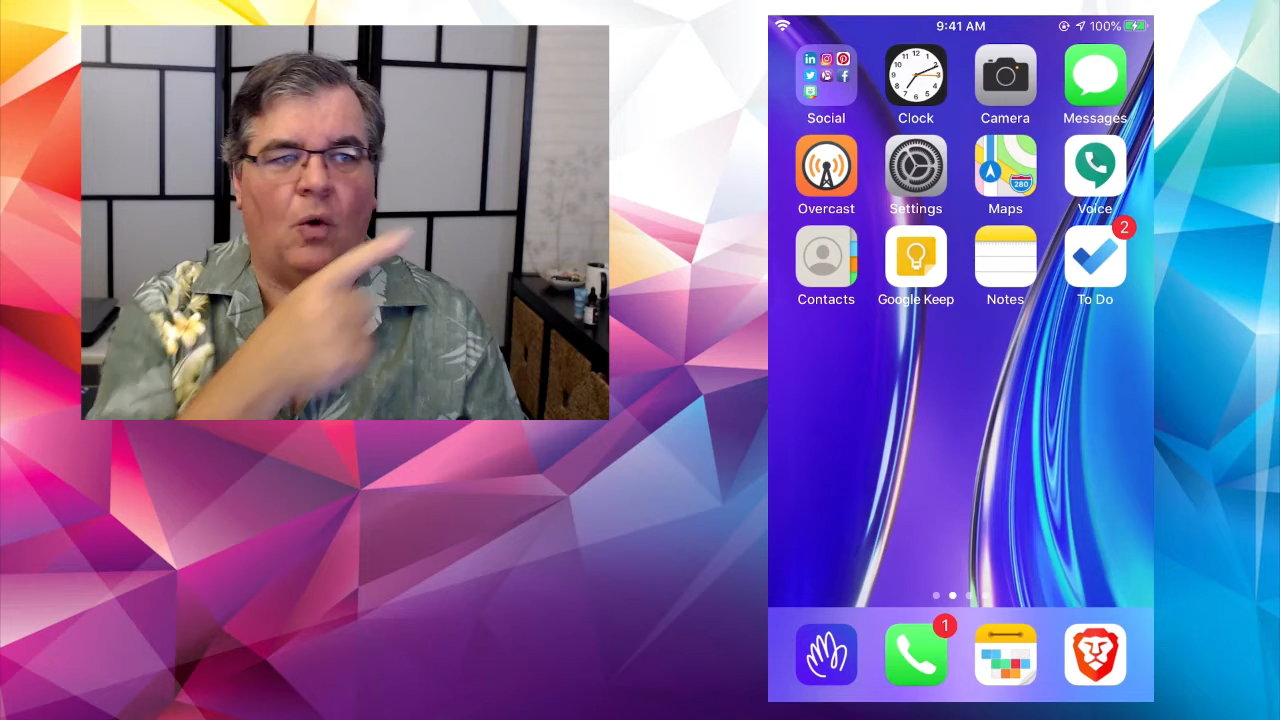 9:41 AM
100%
Social
Clock
Camera
Messages
Overcast
Settings
Maps
280
Voice
Contacts
Google Keep
Notes
2
To Do
1